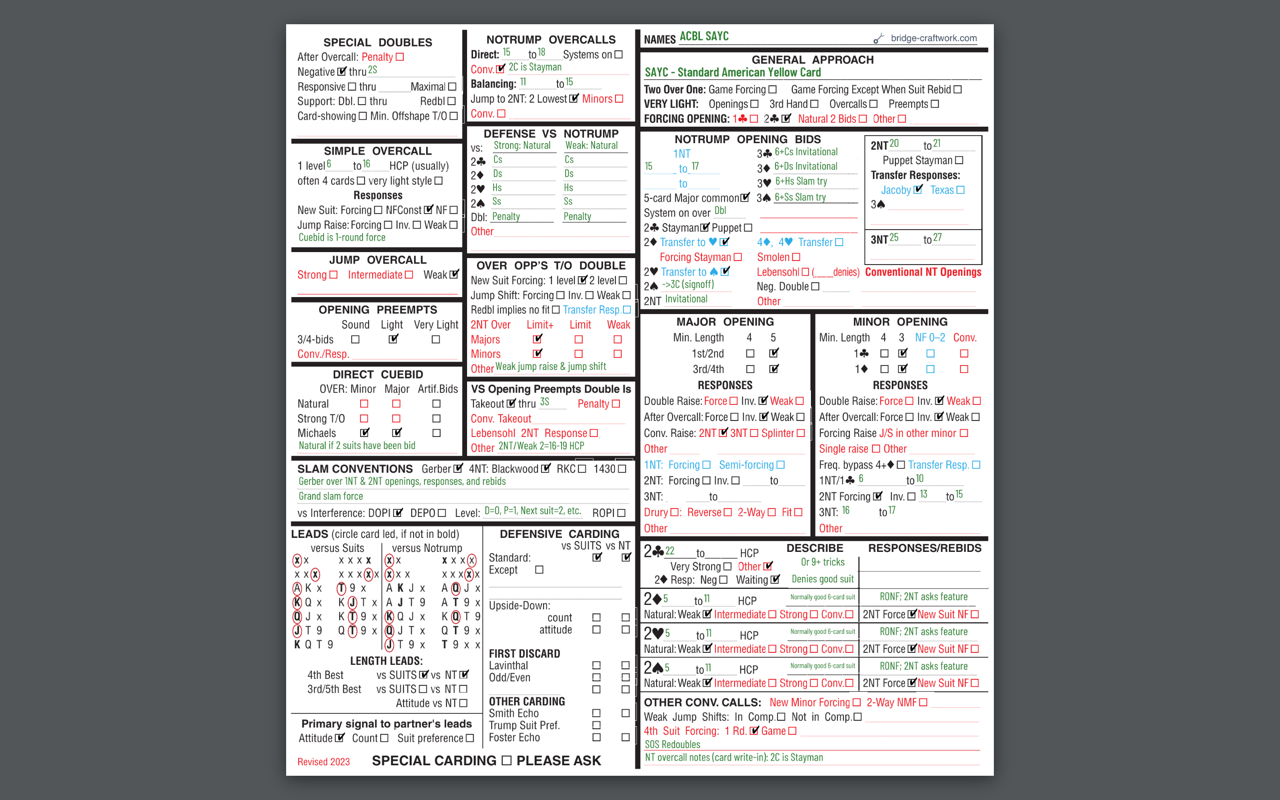 SPECIAL DOUBLES
After Overcall: Penalty
Negative thru 2S
Responsive thru Maximal
Support: Dbl. thru Redbl
Card-showing Min. Offshape T/O
SIMPLE OVERCALL
1 level 6 to 16 HCP (usually)
often 4 cards very light style
Responses
New Suit: Forcing NFConst NF
Jump Raise: Forcing Inv. Weak
Cuebid is 1-round force
JUMP OVERCALL
Strong Intermediate Weak
OPENING PREEMPTS
Sound Light Very Light
3/4-bids
Conv./Resp.
DIRECT CUEBID
OVER: Minor Major Artif.Bids
Natural
Strong T/O
Michaels
Natural if 2 suits have been bid
NOTRUMP OVERCALLS
Direct: 15 to 18 Systems on
Conv. 2C is Stayman
Balancing: 11 to 15
Jump to 2NT: 2 Lowest Minors
Conv.
DEFENSE VS NOTRUMP
vs: Strong: Natural Weak: Natural
2♣ Cs Cs
2♦ Ds Ds
2♥ Hs Hs
2♠ Ss Ss
Dbl: Penalty Penalty
Other
OVER OPP'S T/O DOUBLE
New Suit Forcing: 1 level 2 level
Jump Shift: Forcing Inv. Weak
Redbl implies no fit Transfer Resp.
2NT Over Limit+ Limit Weak
Majors
Minors
Other Weak jump raise & jump shift
VS Opening Preempts Double Is
Takeout thru 3S Penalty
Conv. Takeout
Lebensohl 2NT Response
Other 2NT/Weak 2=16-19 HCP
SLAM CONVENTIONS Gerber 4NT: Blackwood RKC 1430
Gerber over 1NT & 2NT openings, responses, and rebids
Grand slam force
vs Interference: DOPI DEPO Level: D=0, P=1, Next suit=2, etc. ROPI
LEADS (circle card led, if not in bold)
versus Suits versus Notrump
x x x x x x x x x x x x
x x x x x x x x x x x x x x x x
A K x T 9 x A K J x A Q J x
K Q x K J T x A J T 9 A T 9 x
Q J x K T 9 x K Q J x K Q T 9
J T 9 Q T 9 x Q J T x Q T 9 x
K Q T 9 J T 9 x T 9 x x
LENGTH LEADS:
4th Best vs SUITS vs NT
3rd/5th Best vs SUITS vs NT
Attitude vs NT
Primary signal to partner's leads
Attitude Count Suit preference
DEFENSIVE CARDING
vs SUITS vs NT
Standard:
Except
Upside-Down:
count
attitude
FIRST DISCARD
Lavinthal
Odd/Even
OTHER CARDING
Smith Echo
Trump Suit Pref.
Foster Echo
Revised 2023 SPECIAL CARDING PLEASE ASK
NAMES ACBL SAYC bridge-craftwork.com
GENERAL APPROACH
SAYC - Standard American Yellow Card
Two Over One: Game Forcing Game Forcing Except When Suit Rebid
VERY LIGHT: Openings 3rd Hand Overcalls Preempts
FORCING OPENING: 1♣ 2♣ Natural 2 Bids Other
NOTRUMP OPENING BIDS
1NT
15 to 17
to
5-card Major common
System on over Dbl
2♣ Stayman Puppet
2♦ Transfer to ♥
Forcing Stayman
2♥ Transfer to ♠
2♠ ->3C (signoff)
2NT Invitational
3♣ 6+Cs Invitational
3♦ 6+Ds Invitational
3♥ 6+Hs Slam try
3♠ 6+Ss Slam try
4♦, 4♥ Transfer
Smolen
Lebensohl (____denies)
Neg. Double
Other
2NT 20 to 21
Puppet Stayman
Transfer Responses:
Jacoby Texas
3♠
3NT 25 to 27
Conventional NT Openings
MAJOR OPENING
Min. Length 4 5
1st/2nd
3rd/4th
RESPONSES
Double Raise: Force Inv. Weak
After Overcall: Force Inv. Weak
Conv. Raise: 2NT 3NT Splinter
Other
1NT: Forcing Semi-forcing
2NT: Forcing Inv. to
3NT: to
Drury: Reverse 2-Way Fit
Other
MINOR OPENING
Min. Length 4 3 NF 0–2 Conv.
1♣
1♦
RESPONSES
Double Raise: Force Inv. Weak
After Overcall: Force Inv. Weak
Forcing Raise J/S in other minor
Single raise Other
Freq. bypass 4+♦ Transfer Resp.
1NT/1♣ 6 to 10
2NT Forcing Inv. 13 to 15
3NT: 16 to 17
Other
2♣ 22 to HCP DESCRIBE RESPONSES/REBIDS
Very Strong Other Or 9+ tricks
2♦ Resp: Neg Waiting Denies good suit
2♦ 5 to 11 HCP Normally good 6-card suit RONF; 2NT asks feature
Natural: Weak Intermediate Strong Conv. 2NT Force New Suit NF
2♥ 5 to 11 HCP Normally good 6-card suit RONF; 2NT asks feature
Natural: Weak Intermediate Strong Conv. 2NT Force New Suit NF
2♠ 5 to 11 HCP Normally good 6-card suit RONF; 2NT asks feature
Natural: Weak Intermediate Strong Conv. 2NT Force New Suit NF
OTHER CONV. CALLS: New Minor Forcing 2-Way NMF
Weak Jump Shifts: In Comp. Not in Comp.
4th Suit Forcing: 1 Rd. Game
SOS Redoubles
NT overcall notes (card write-in): 2C is Stayman